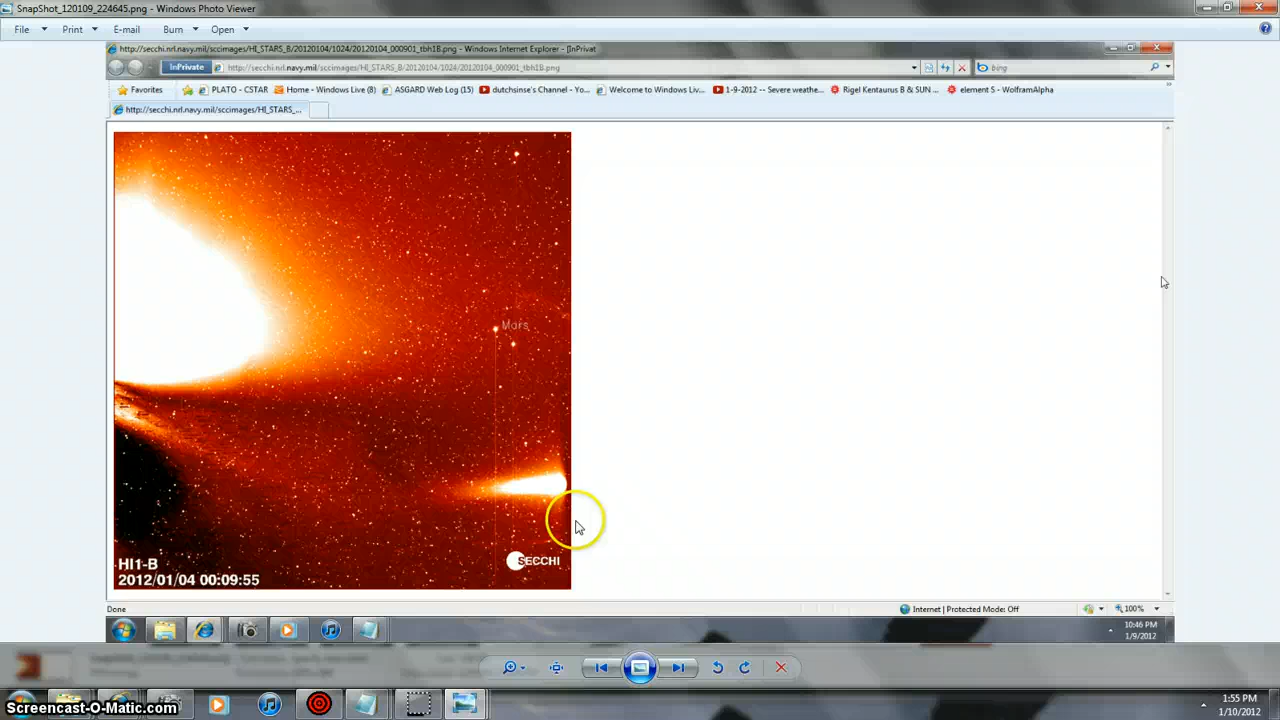 SnapShot_120109_224645.png - Windows Photo Viewer
File Print E-mail Burn Open
http://secchi.nrl.navy.mil/sccimages/HI_STARS_B/20120104/1024/20120104_000901_tbh1B.png - Windows Internet Explorer - [InPrivat
InPrivate http://secchi.nrl.navy.mil/sccimages/HI_STARS_B/20120104/1024/20120104_000901_tbh1B.png Bing
Favorites PLATO - CSTAR Home - Windows Live (8) ASGARD Web Log (15) dutchsinse's Channel - Yo... Welcome to Windows Liv... 1-9-2012 -- Severe weathe... Rigel Kentaurus B & SUN ... element S - WolframAlpha
http://secchi.nrl.navy.mil/sccimages/HI_STARS_...
Mars
SECCHI
HI1-B
2012/01/04 00:09:55
Done Internet | Protected Mode: Off 100%
10:46 PM
1/9/2012
1:55 PM
1/10/2012
Screencast-O-Matic.com